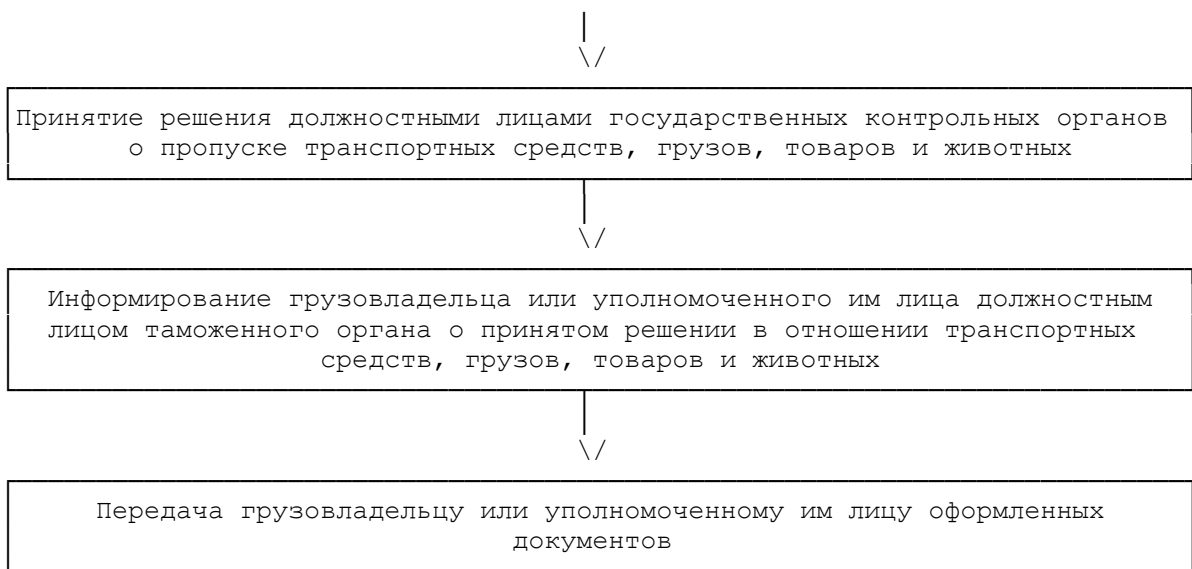 Принятие решения должностными лицами государственных контрольных органов
о пропуске транспортных средств, грузов, товаров и животных
Информирование грузовладельца или уполномоченного им лица должностным
лицом таможенного органа о принятом решении в отношении транспортных
средств, грузов, товаров и животных
Передача грузовладельцу или уполномоченному им лицу оформленных
документов